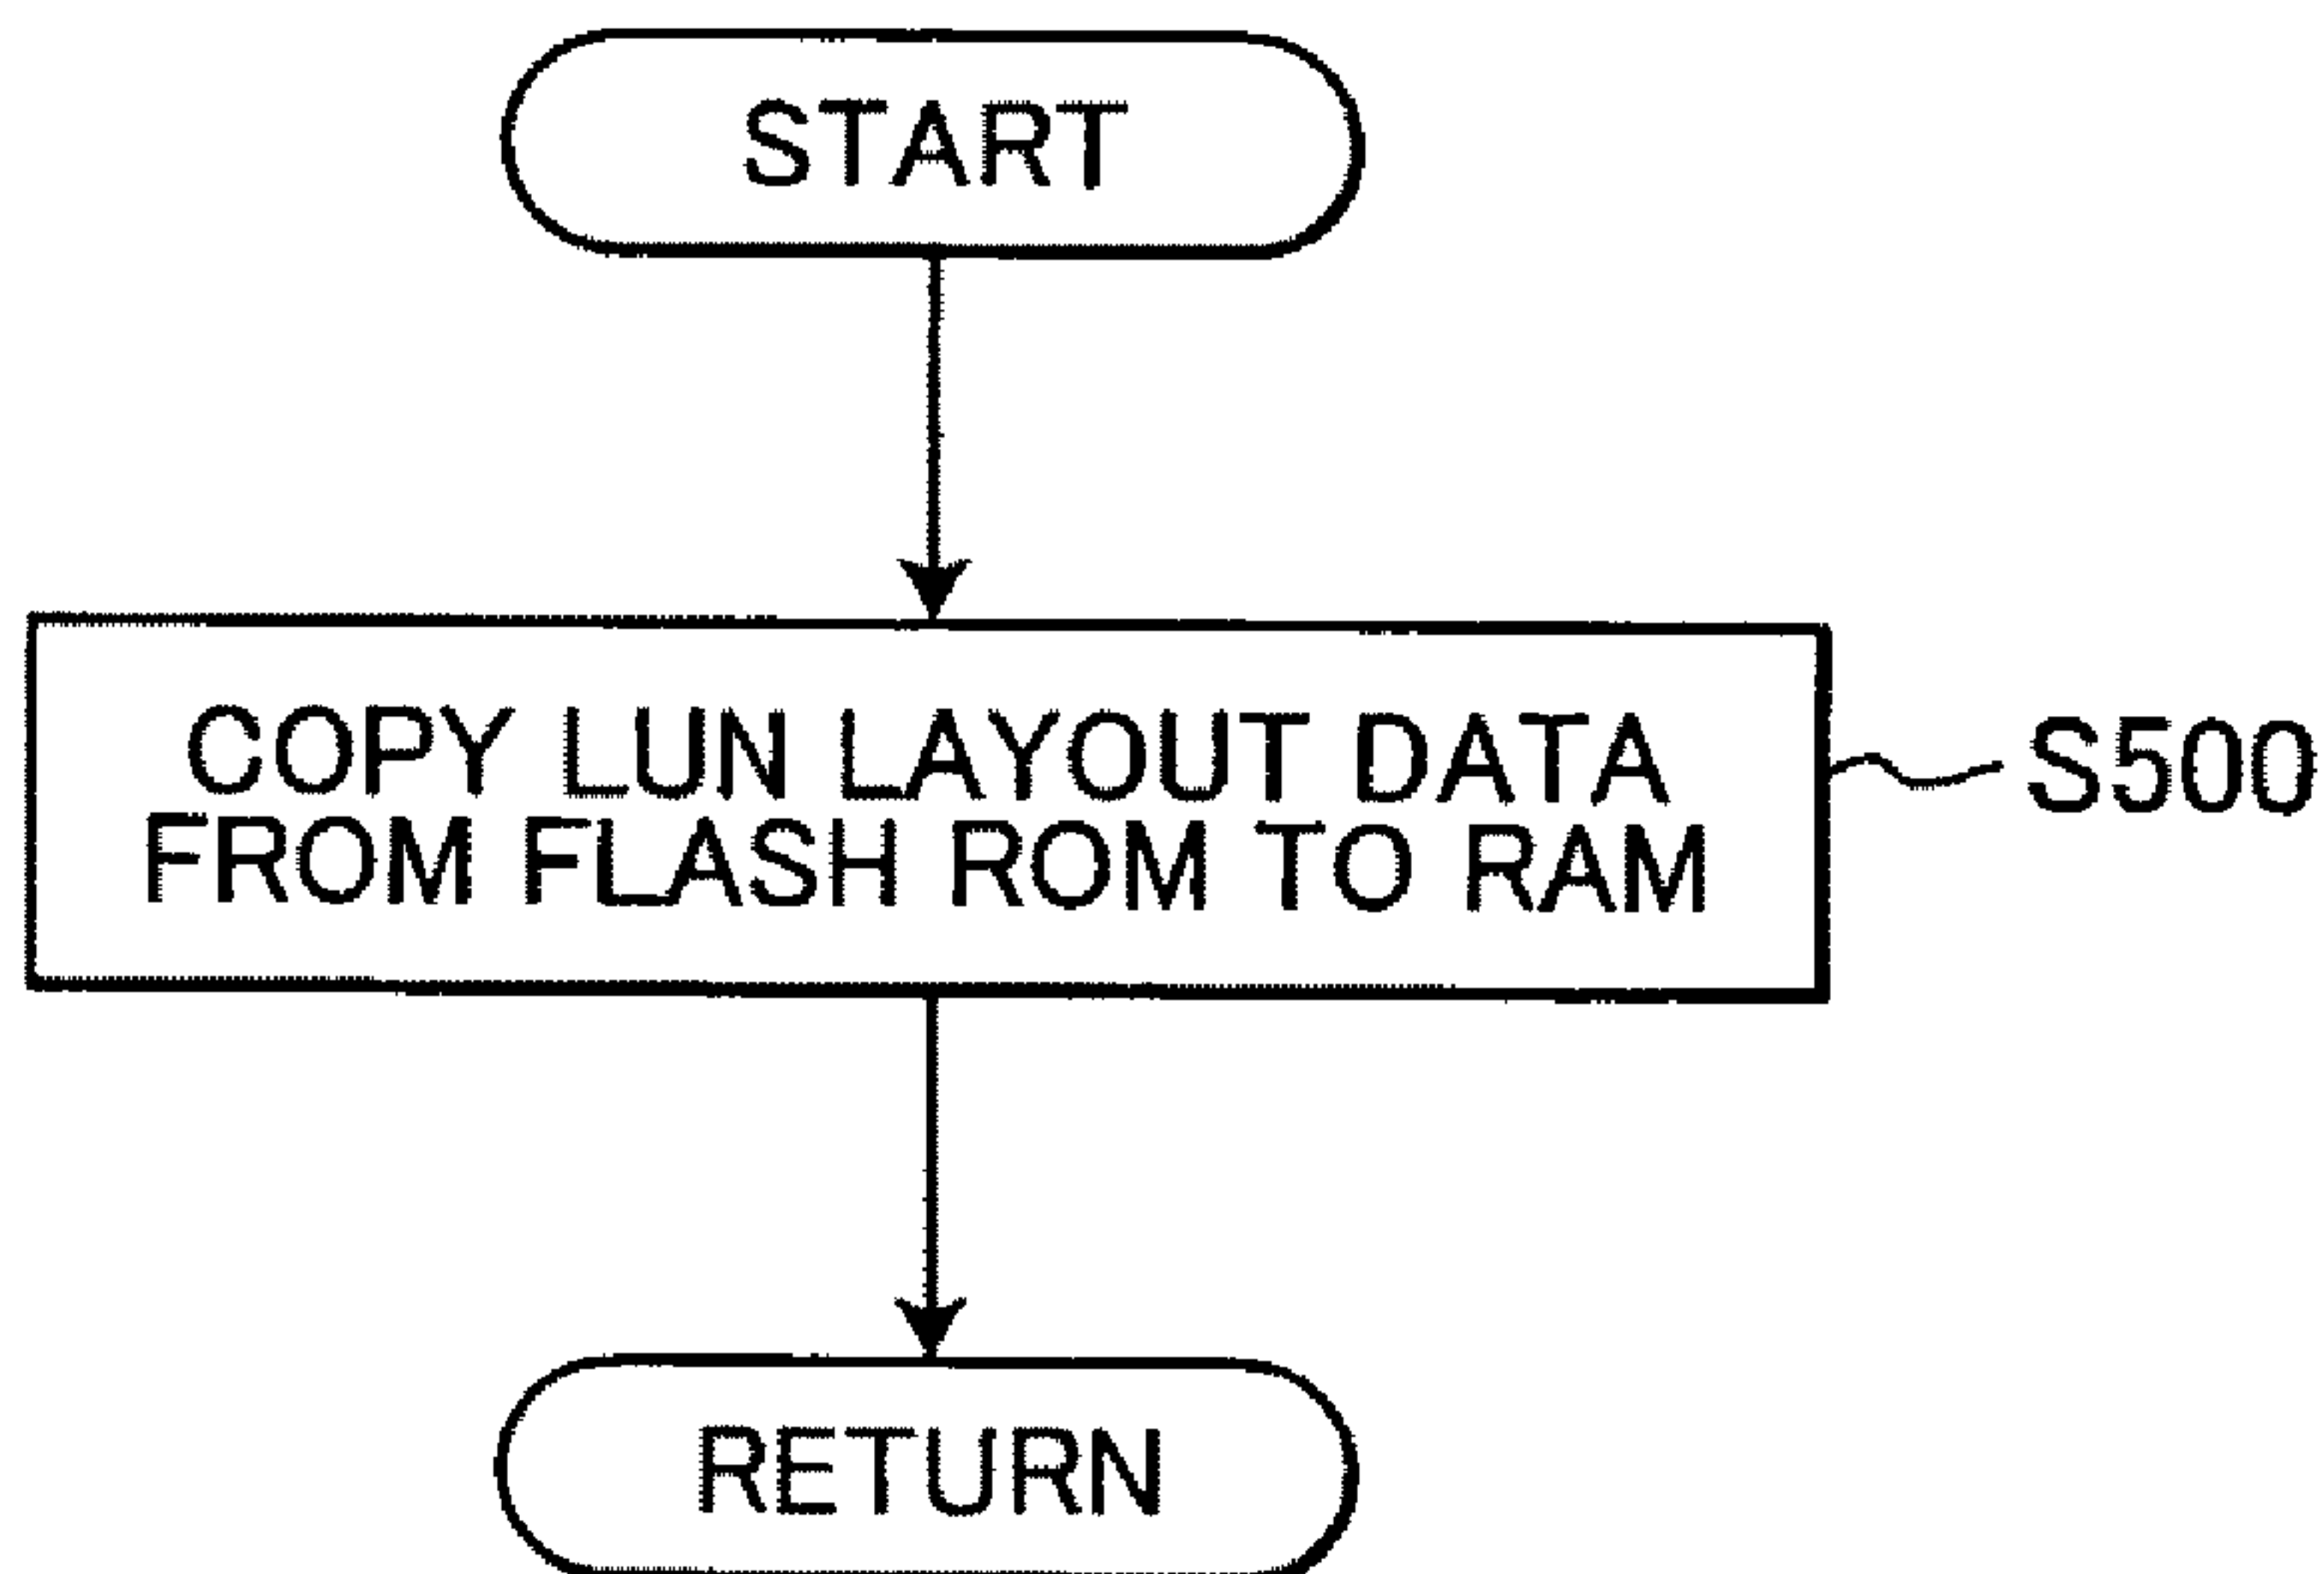 START
COPY LUN LAYOUT DATA
FROM FLASH ROM TO RAM
S500
RETURN